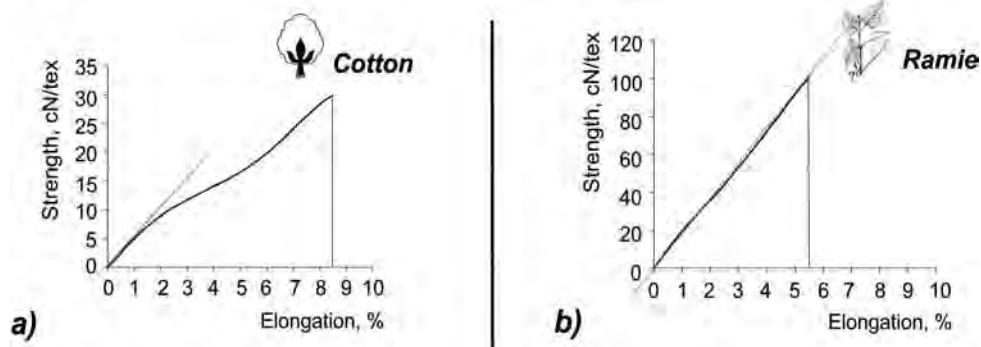 Cotton
Strength, cN/tex
35
30
25
20
15
10
5
0
0 1 2 3 4 5 6 7 8 9 10
Elongation, %
a)
Ramie
Strength, cN/tex
120
100
80
60
40
20
0
0 1 2 3 4 5 6 7 8 9 10
Elongation, %
b)